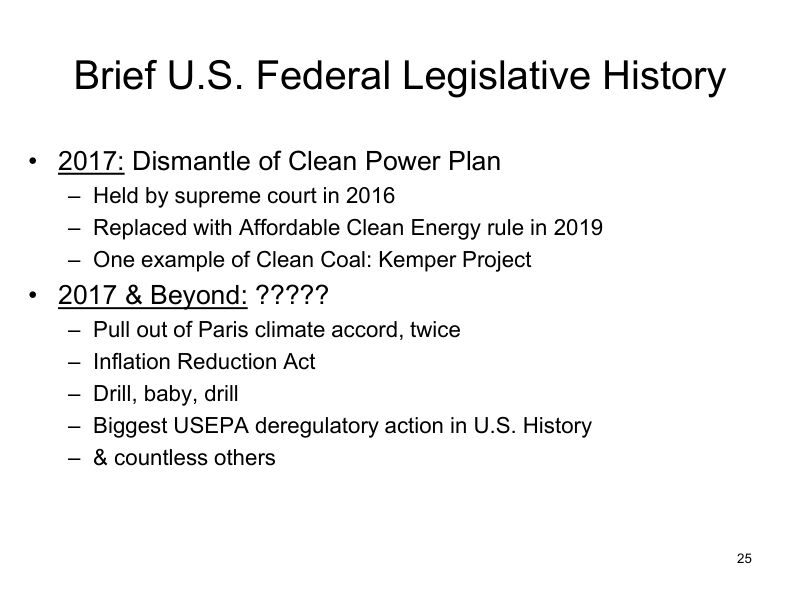 Brief U.S. Federal Legislative History
• 2017: Dismantle of Clean Power Plan
– Held by supreme court in 2016
– Replaced with Affordable Clean Energy rule in 2019
– One example of Clean Coal: Kemper Project
• 2017 & Beyond: ?????
– Pull out of Paris climate accord, twice
– Inflation Reduction Act
– Drill, baby, drill
– Biggest USEPA deregulatory action in U.S. History
– & countless others
25